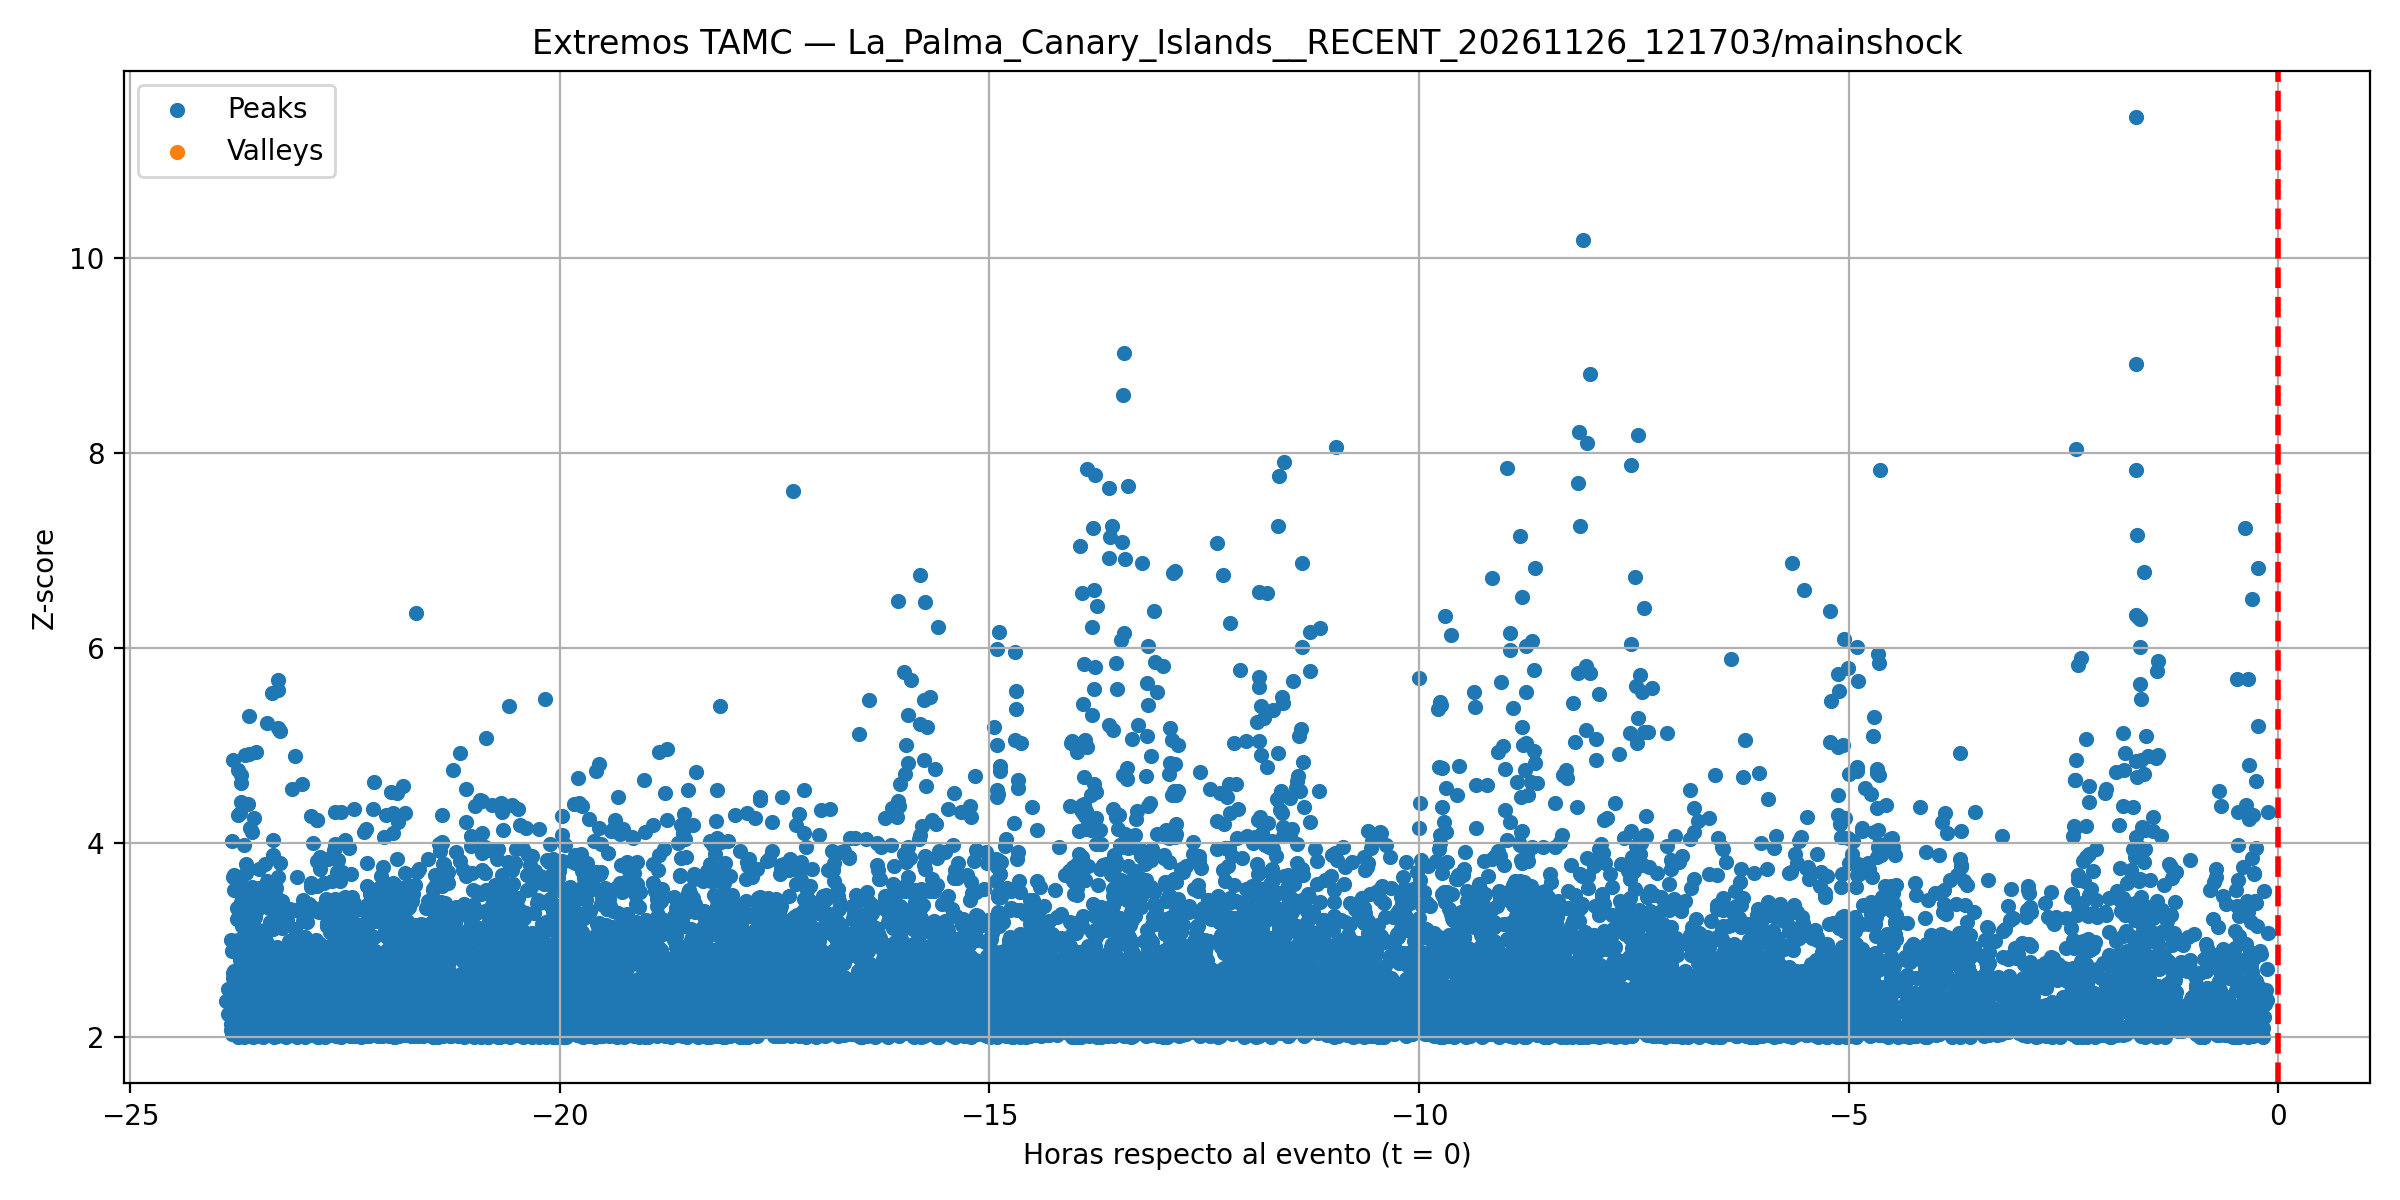 Extremos TAMC — La_Palma_Canary_Islands__RECENT_20261126_121703/mainshock
Peaks
Valleys
Z-score
10
8
6
4
2
−25
−20
−15
−10
−5
0
Horas respecto al evento (t = 0)